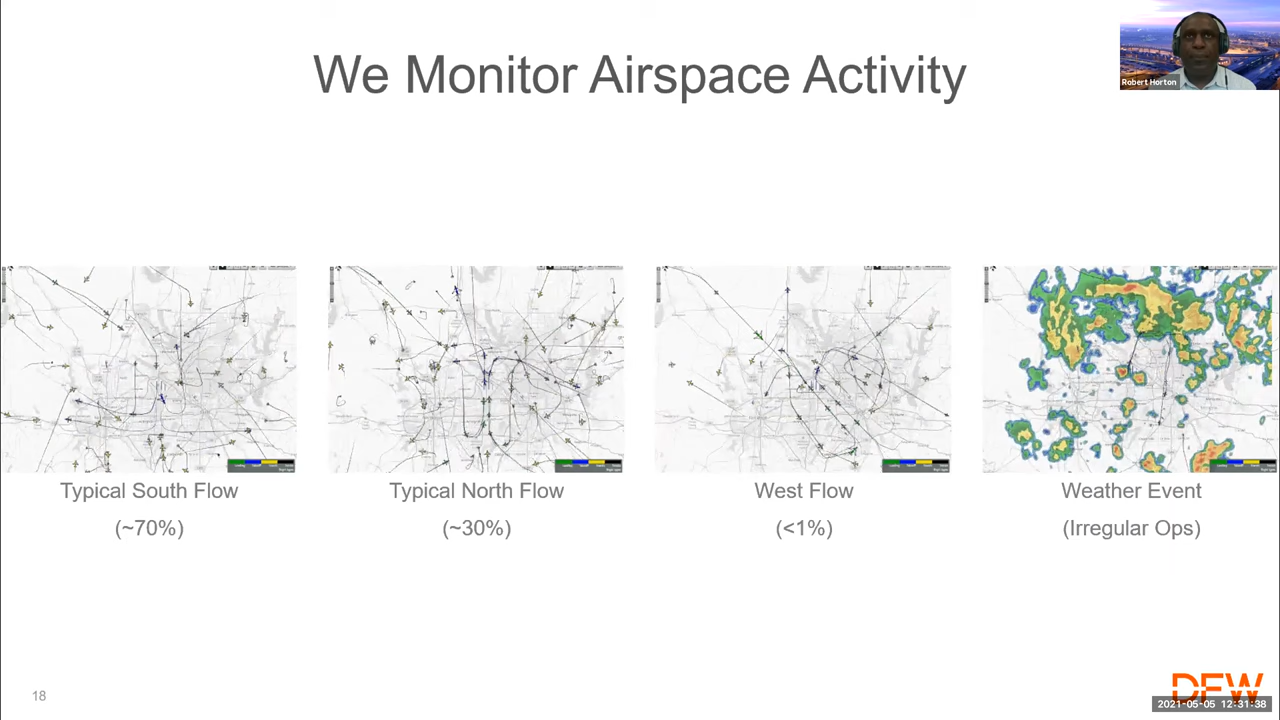 We Monitor Airspace Activity
Robert Horton
Typical South Flow
(~70%)
Typical North Flow
(~30%)
West Flow
(<1%)
Weather Event
(Irregular Ops)
18
DFW
2021-05-05 12:31:38